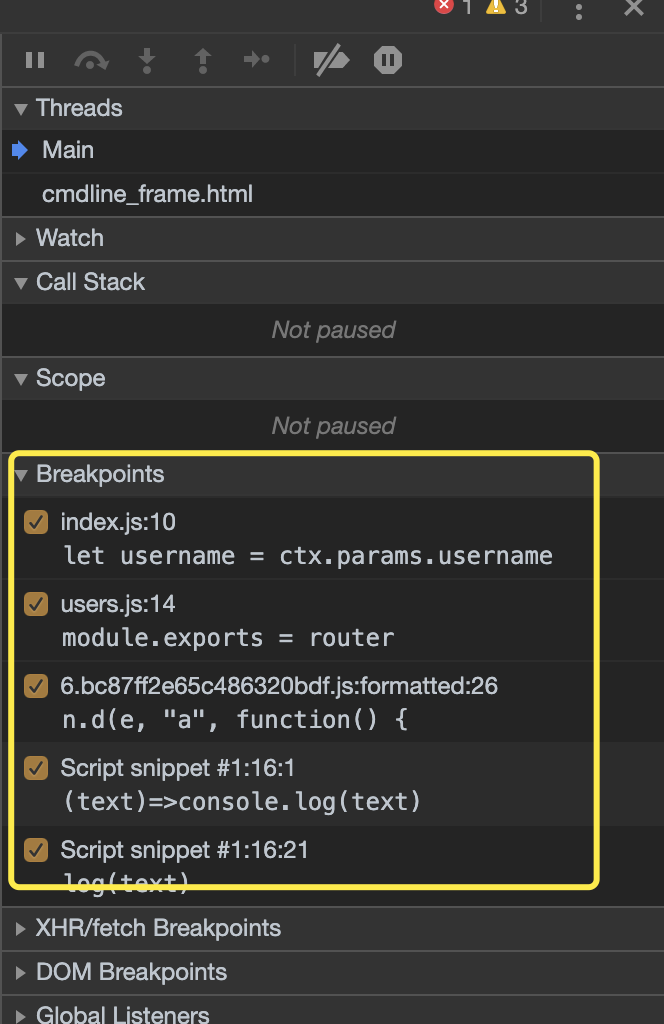 1 3
Threads
Main
cmdline_frame.html
Watch
Call Stack
Not paused
Scope
Not paused
Breakpoints
index.js:10
let username = ctx.params.username
users.js:14
module.exports = router
6.bc87ff2e65c486320bdf.js:formatted:26
n.d(e, "a", function() {
Script snippet #1:16:1
(text)=>console.log(text)
Script snippet #1:16:21
log(text)
XHR/fetch Breakpoints
DOM Breakpoints
Global Listeners